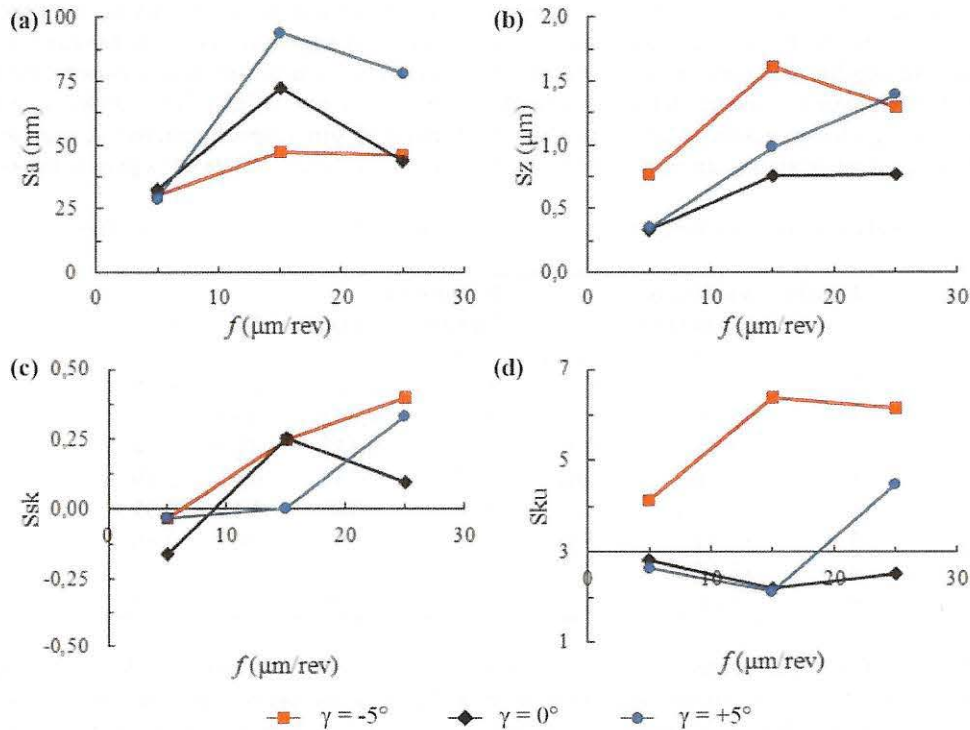 (a)
100
75
50
25
0
Sa (nm)
0 10 20 30
f (μm/rev)
(b)
2,0
1,5
1,0
0,5
0,0
Sz (μm)
0 10 20 30
f (μm/rev)
(c)
0,50
0,25
0,00
-0,25
-0,50
Ssk
0 10 20 30
f (μm/rev)
(d)
7
5
3
1
Sku
0 10 20 30
f (μm/rev)
γ = -5° γ = 0° γ = +5°